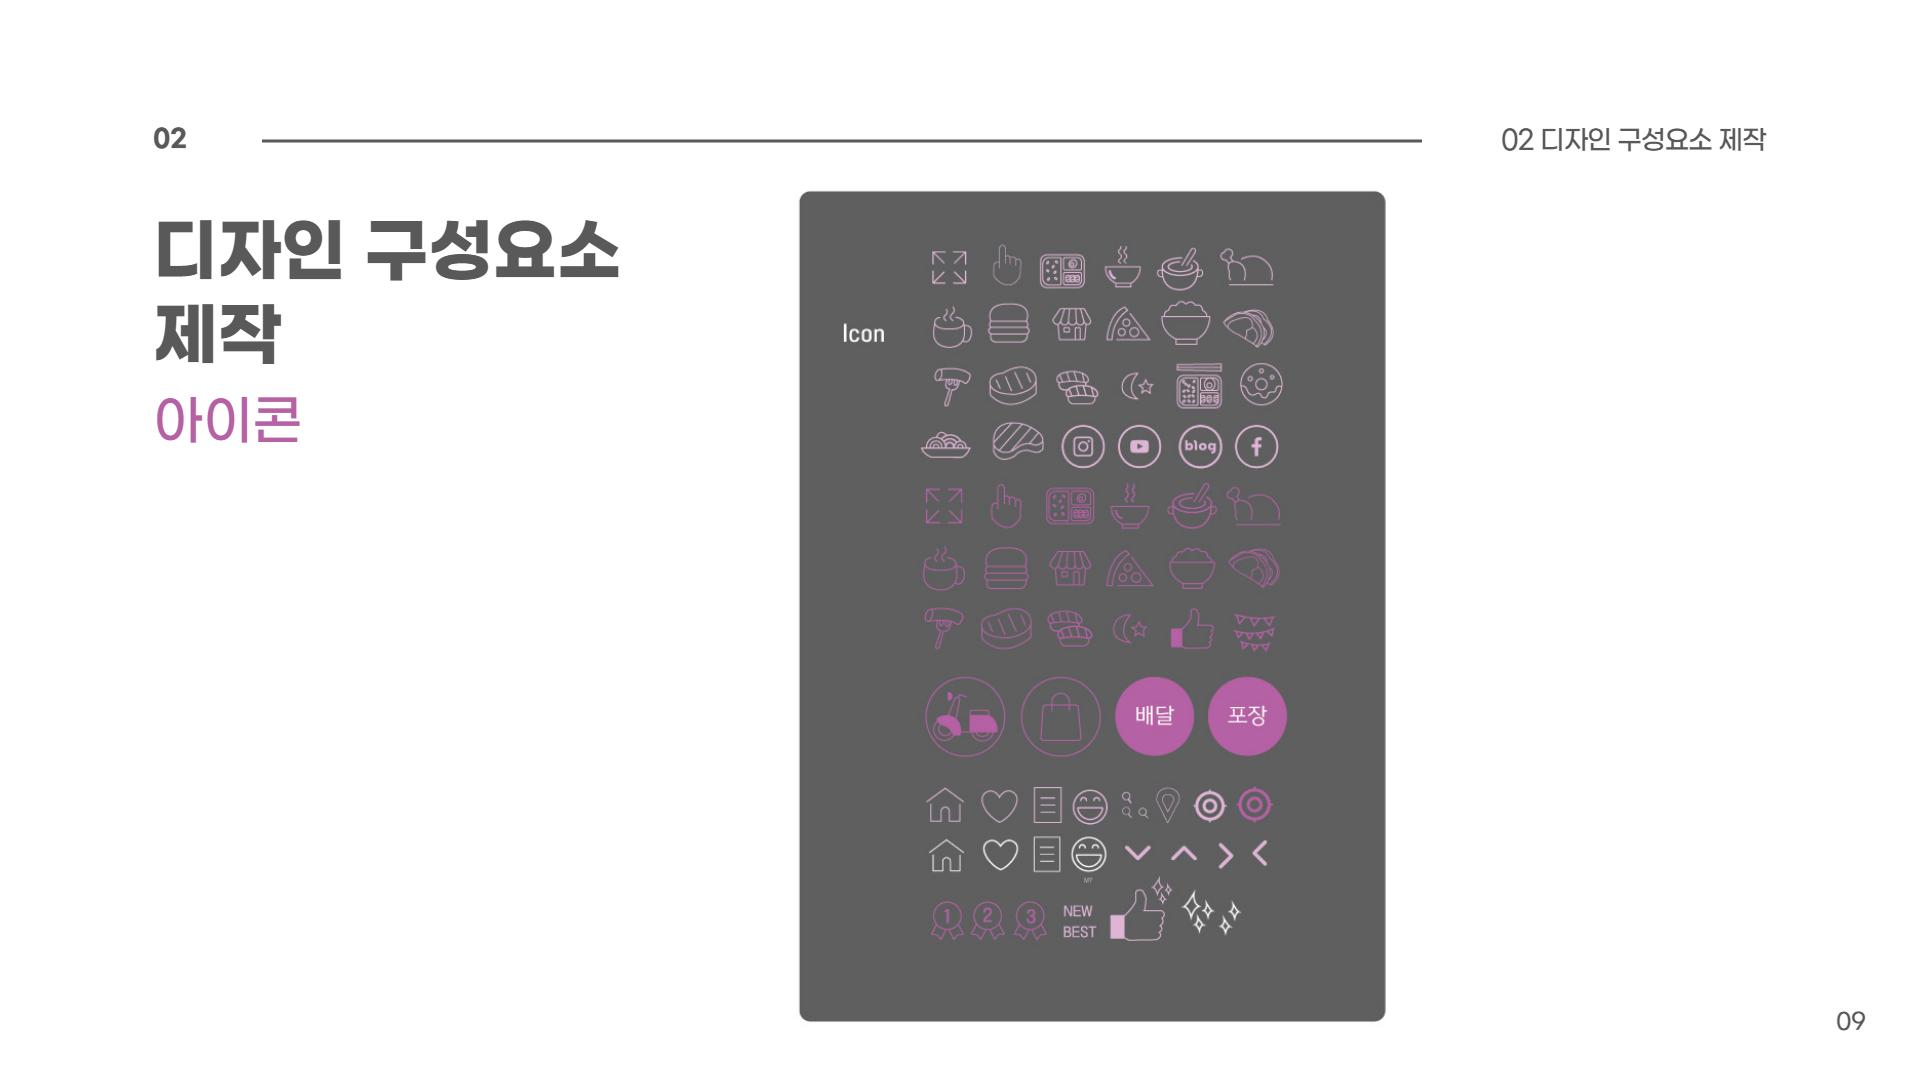 02
02 디자인 구성요소 제작
디자인 구성요소
제작
아이콘
Icon
blog
배달
포장
MY
1 2 3
NEW
BEST
09